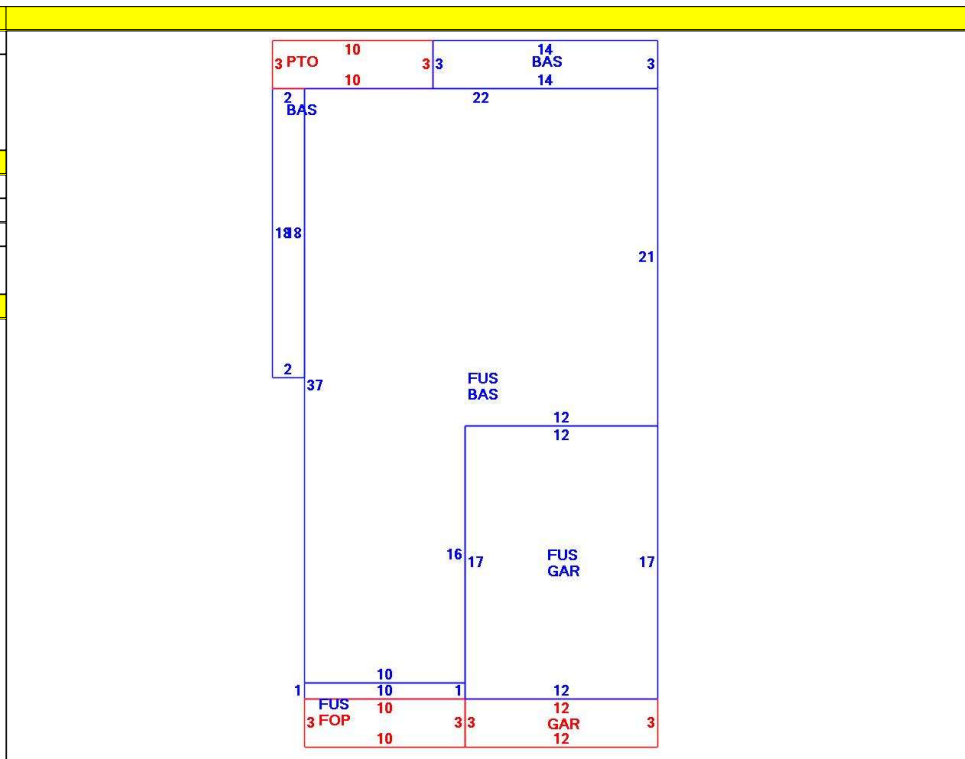 10 14
3 PTO 3 3 BAS 3
10 14
2 22
BAS
18 18 21
2
37
FUS
BAS
12
12
16 17 FUS 17
GAR
10
1 10 1 12
FUS 10 12
3 FOP 3 3 GAR 3
10 12